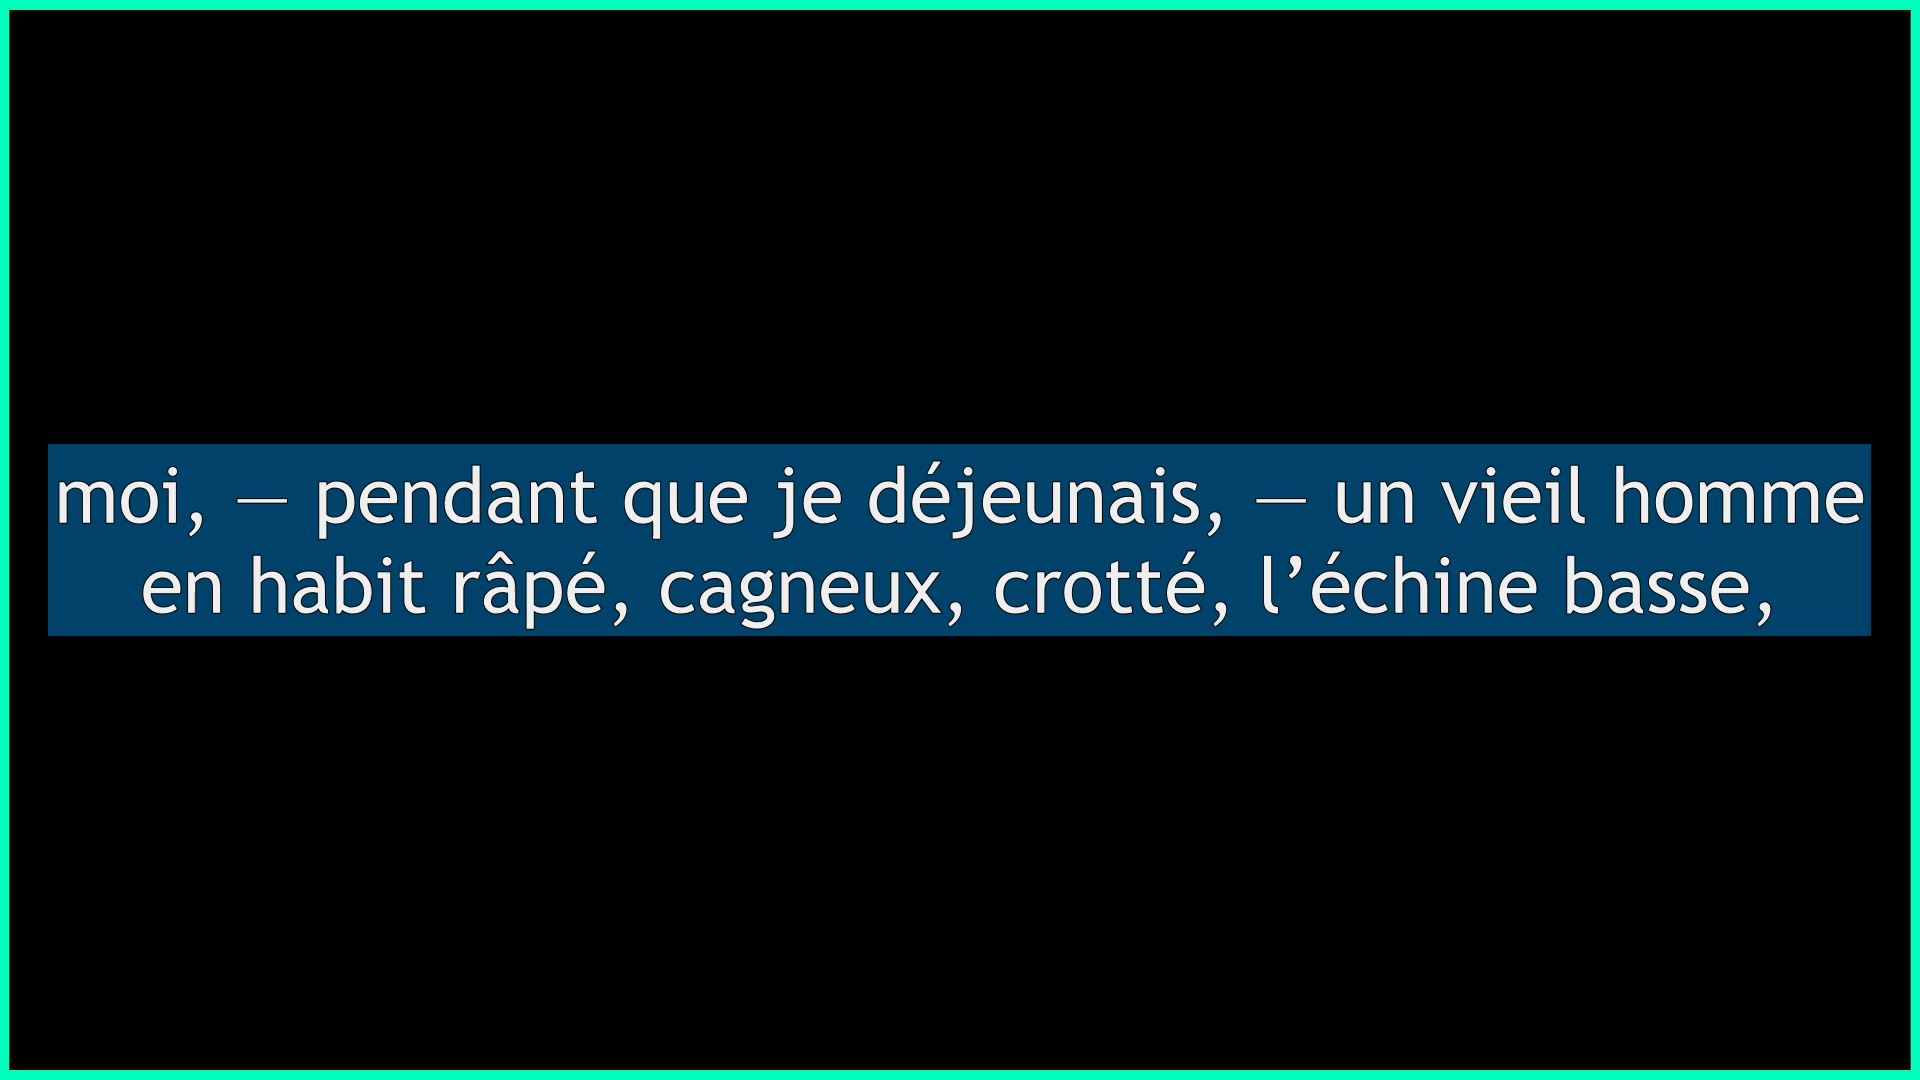 moi, — pendant que je déjeunais, — un vieil homme
en habit râpé, cagneux, crotté, l’échine basse,